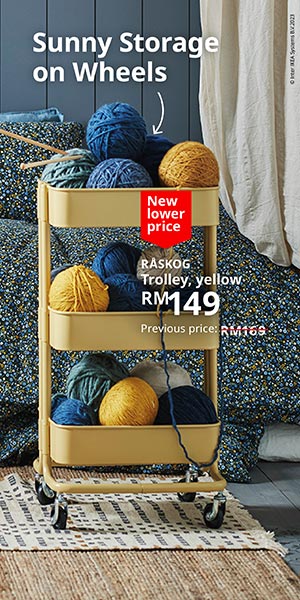 Sunny Storage
on Wheels
© Inter IKEA Systems B.V. 2023
New
lower
price
RÅSKOG
Trolley, yellow
RM149
Previous price: RM169